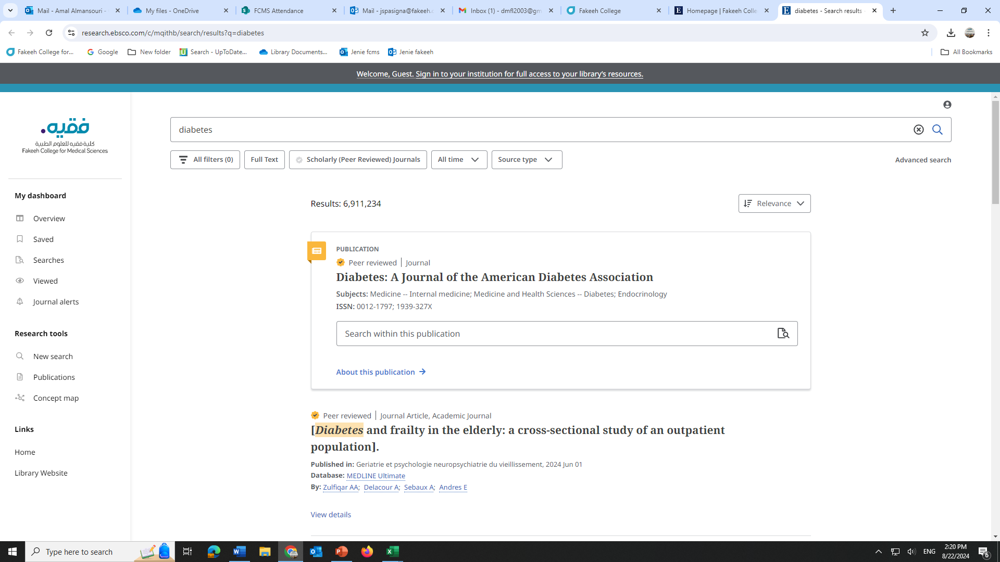 Mail - Amal Almansouri -
My files - OneDrive
FCMS Attendance
Mail - jspasigna@fakeeh.c
Inbox (1) - dmfl2003@gm
Fakeeh College
Homepage | Fakeeh Colle
diabetes - Search results -
research.ebsco.com/c/mqithb/search/results?q=diabetes
Fakeeh College for...
Google
New folder
Search - UpToDate...
Library Documents...
Jenie fcms
Jenie fakeeh
All Bookmarks
Welcome, Guest. Sign in to your institution for full access to your library's resources.
فقيه
كلية فقيه للعلوم الطبية
Fakeeh College for Medical Sciences
My dashboard
Overview
Saved
Searches
Viewed
Journal alerts
Research tools
New search
Publications
Concept map
Links
Home
Library Website
diabetes
All filters (0)
Full Text
Scholarly (Peer Reviewed) Journals
All time
Source type
Advanced search
Results: 6,911,234
Relevance
PUBLICATION
Peer reviewed | Journal
Diabetes: A Journal of the American Diabetes Association
Subjects: Medicine -- Internal medicine; Medicine and Health Sciences -- Diabetes; Endocrinology
ISSN: 0012-1797; 1939-327X
Search within this publication
About this publication
Peer reviewed | Journal Article, Academic Journal
[Diabetes and frailty in the elderly: a cross-sectional study of an outpatient
population].
Published in: Geriatrie et psychologie neuropsychiatrie du vieillissement, 2024 Jun 01
Database: MEDLINE Ultimate
By: Zulfiqar AA; Delacour A; Sebaux A; Andres E
View details
Type here to search
ENG
2:20 PM
8/22/2024
6